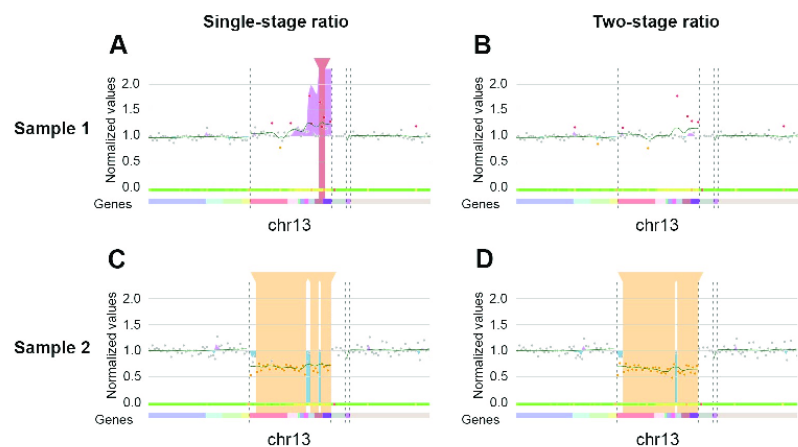 Single-stage ratio
Two-stage ratio
A
B
Sample 1
Normalized values
2.0
1.5
1.0
0.5
0.0
Genes
chr13
Normalized values
2.0
1.5
1.0
0.5
0.0
Genes
chr13
C
D
Sample 2
Normalized values
2.0
1.5
1.0
0.5
0.0
Genes
chr13
Normalized values
2.0
1.5
1.0
0.5
0.0
Genes
chr13